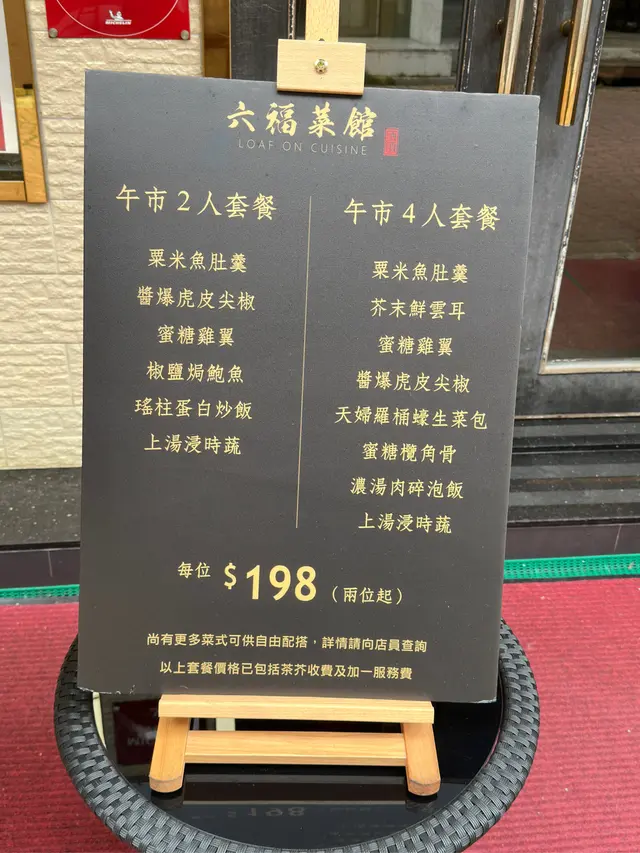 MICHELIN
六福菜館
LOAF ON CUISINE
午市2人套餐
粟米魚肚羹
醬爆虎皮尖椒
蜜糖雞翼
椒鹽焗鮑魚
瑤柱蛋白炒飯
上湯浸時蔬
午市4人套餐
粟米魚肚羹
芥末鮮雲耳
蜜糖雞翼
醬爆虎皮尖椒
天婦羅桶蠔生菜包
蜜糖欖角骨
濃湯肉碎泡飯
上湯浸時蔬
每位 $198 (兩位起)
尚有更多菜式可供自由配搭，詳情請向店員查詢
以上套餐價格已包括茶芥收費及加一服務費